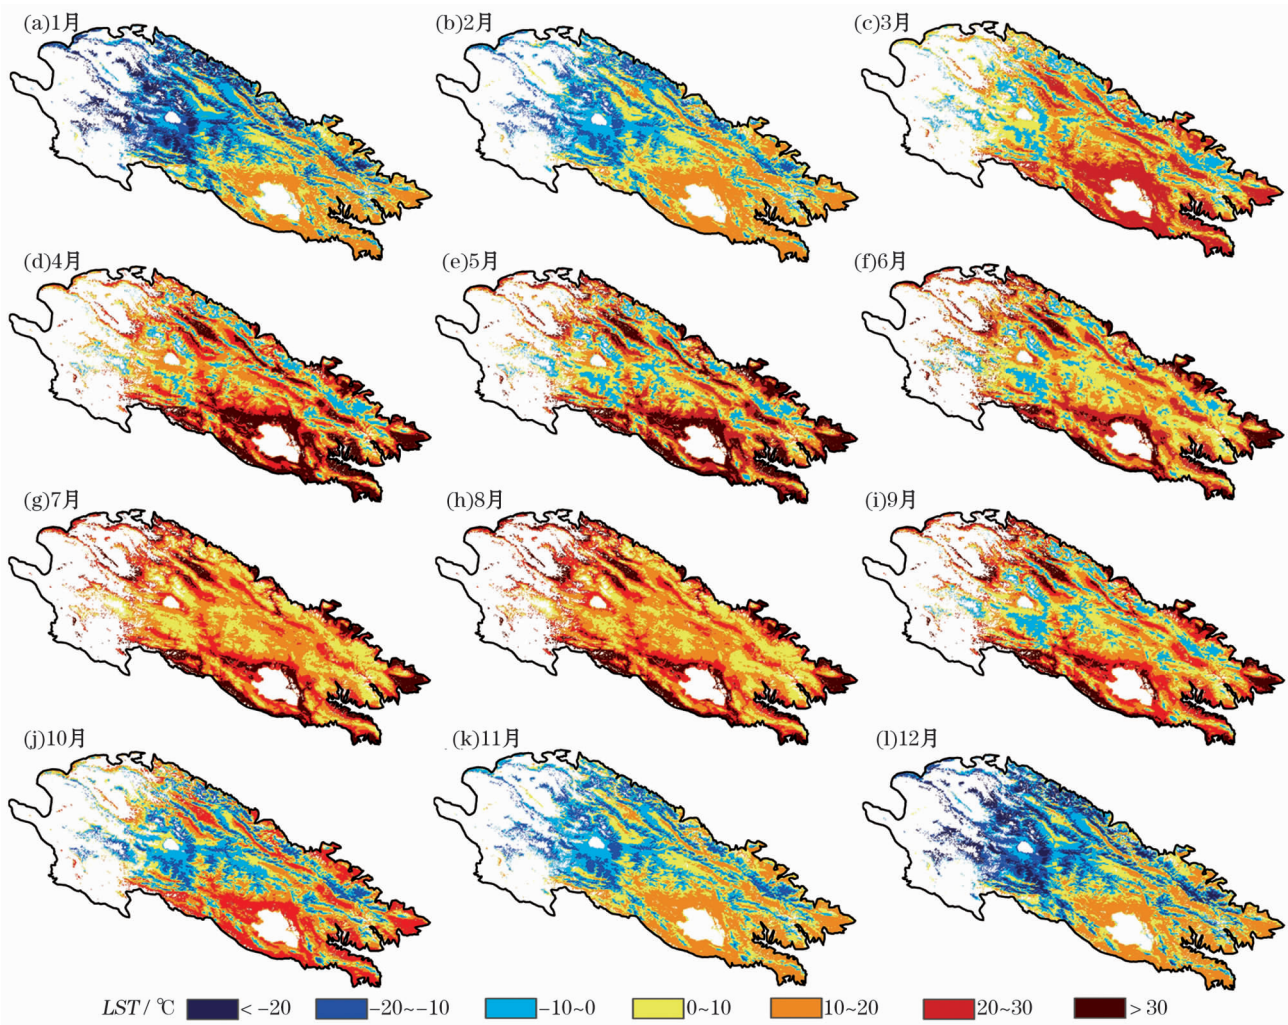 (a)1月
(b)2月
(c)3月
(d)4月
(e)5月
(f)6月
(g)7月
(h)8月
(i)9月
(j)10月
(k)11月
(l)12月
LST / ℃ < -20 -20~-10 -10~0 0~10 10~20 20~30 > 30